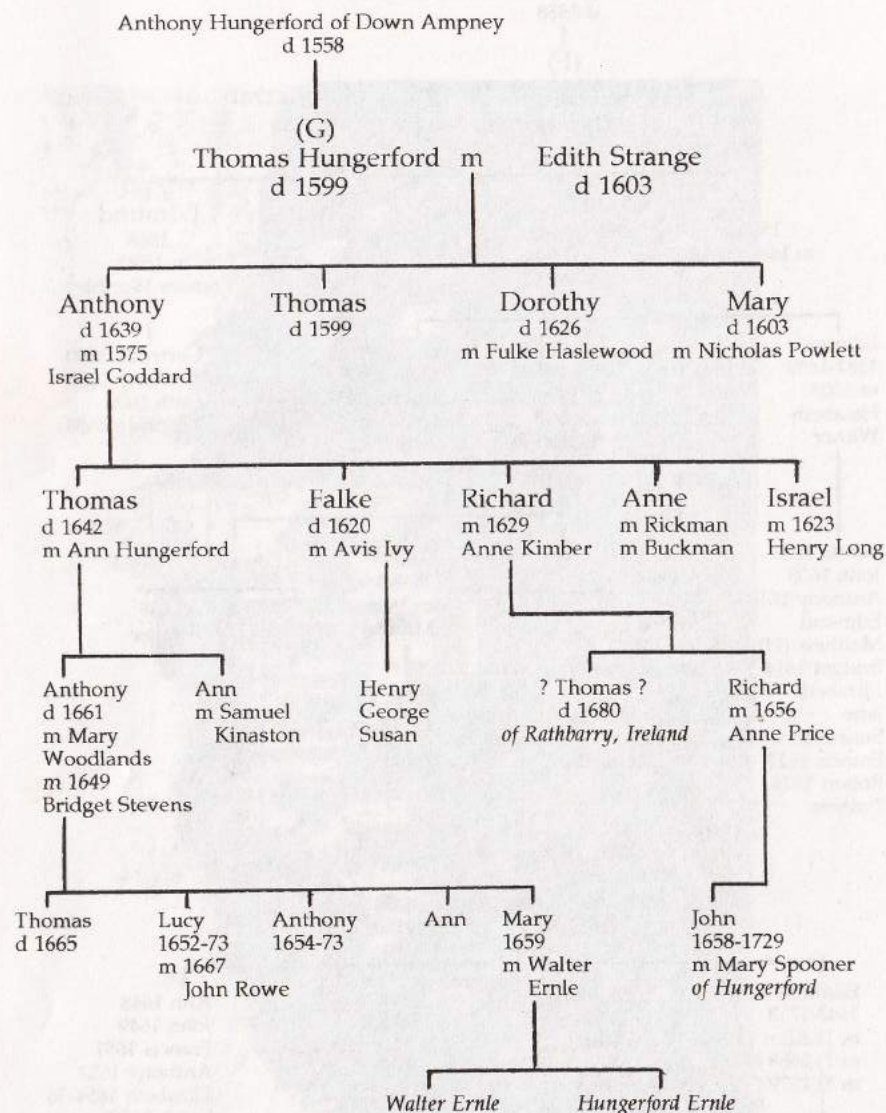 Anthony Hungerford of Down Ampney
d 1558
(G)
Thomas Hungerford m Edith Strange
d 1599 d 1603
Anthony
d 1639
m 1575
Israel Goddard
Thomas
d 1599
Dorothy
d 1626
m Fulke Haslewood
Mary
d 1603
m Nicholas Powlett
Thomas
d 1642
m Ann Hungerford
Falke
d 1620
m Avis Ivy
Richard
m 1629
Anne Kimber
Anne
m Rickman
m Buckman
Israel
m 1623
Henry Long
Anthony
d 1661
m Mary
Woodlands
m 1649
Bridget Stevens
Ann
m Samuel
Kinaston
Henry
George
Susan
? Thomas ?
d 1680
of Rathbarry, Ireland
Richard
m 1656
Anne Price
Thomas
d 1665
Lucy
1652-73
m 1667
John Rowe
Anthony
1654-73
Ann
Mary
1659
m Walter
Ernle
John
1658-1729
m Mary Spooner
of Hungerford
Walter Ernle
Hungerford Ernle